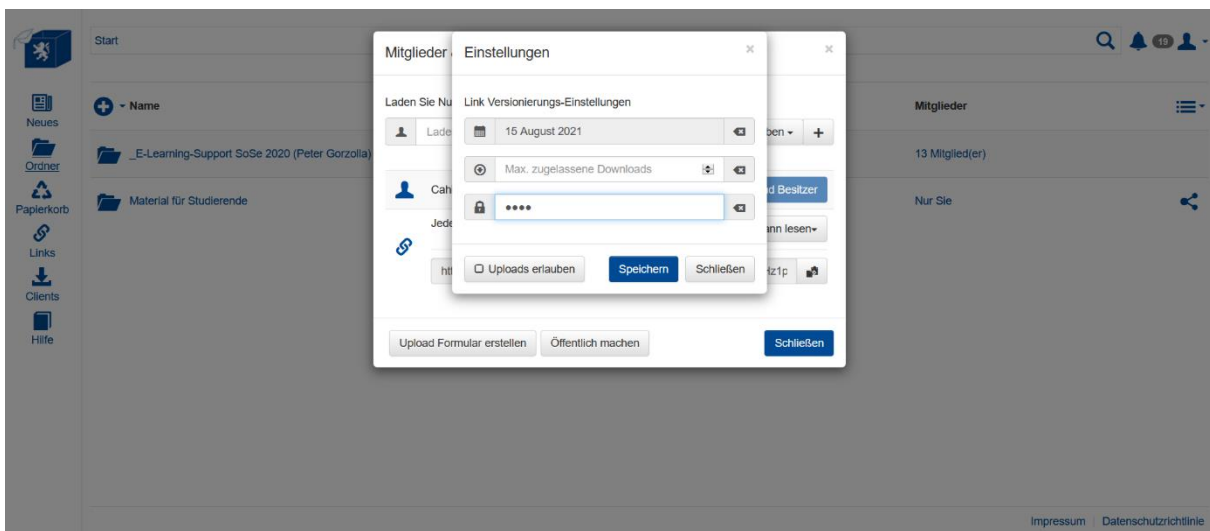 Start
19
Neues
Ordner
Papierkorb
Links
Clients
Hilfe
Name
Mitglieder
_E-Learning-Support SoSe 2020 (Peter Gorzolla)
13 Mitglied(er)
Material für Studierende
Nur Sie
Mitglieder
Laden Sie Nu
Lade
ben
Cah
d Besitzer
Jede
ann lesen
htt
Iz1p
Upload Formular erstellen
Öffentlich machen
Schließen
Einstellungen
Link Versionierungs-Einstellungen
15 August 2021
Max. zugelassene Downloads
••••
Uploads erlauben
Speichern
Schließen
Impressum
Datenschutzrichtlinie